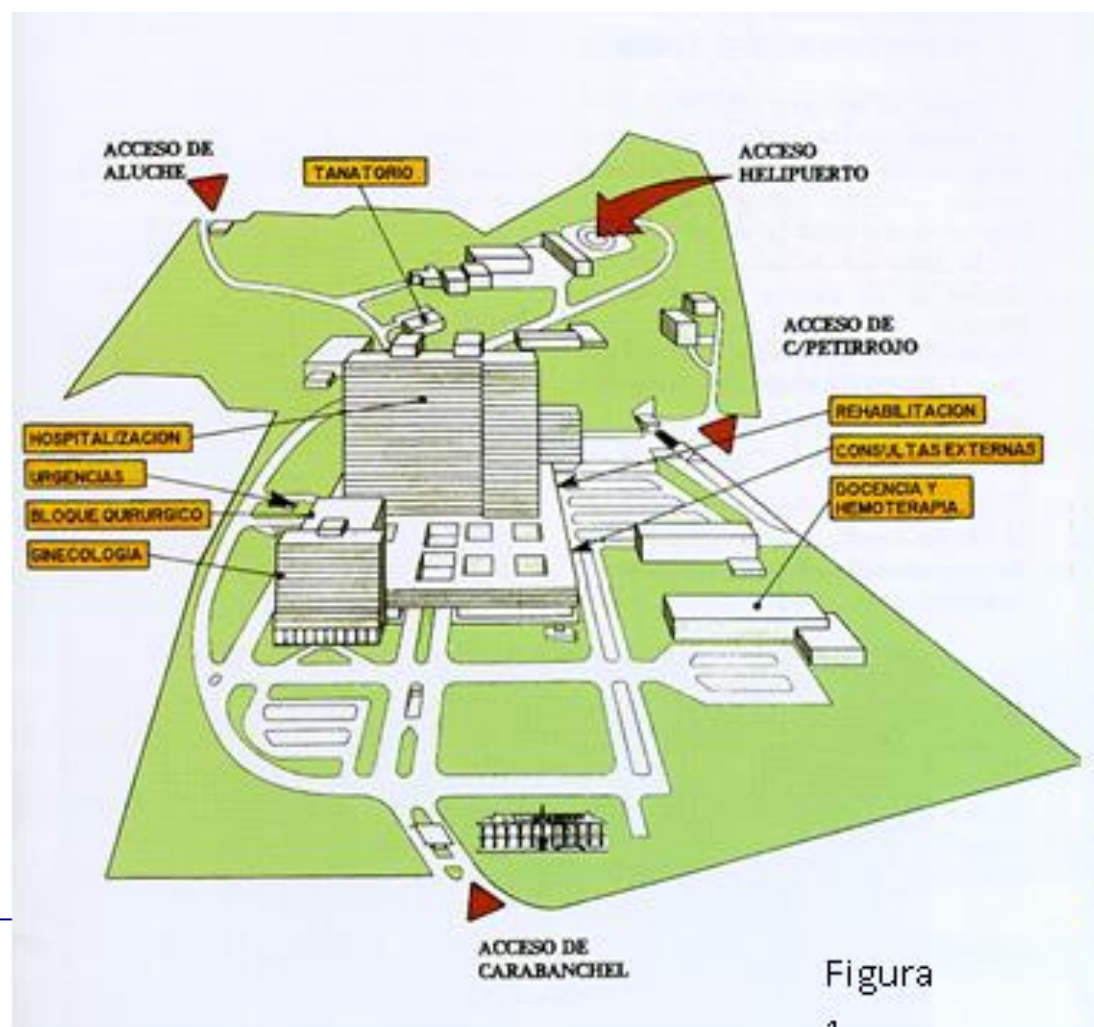 ACCESO DE
ALUCHE
TANATORIO
ACCESO
HELIPUERTO
ACCESO DE
C/PETIRROJO
HOSPITALIZACION
URGENCIAS
BLOQUE QUIRURGICO
GINECOLOGIA
REHABILITACION
CONSULTAS EXTERNAS
DOCENCIA Y
HEMOTERAPIA
ACCESO DE
CARABANCHEL
Figura